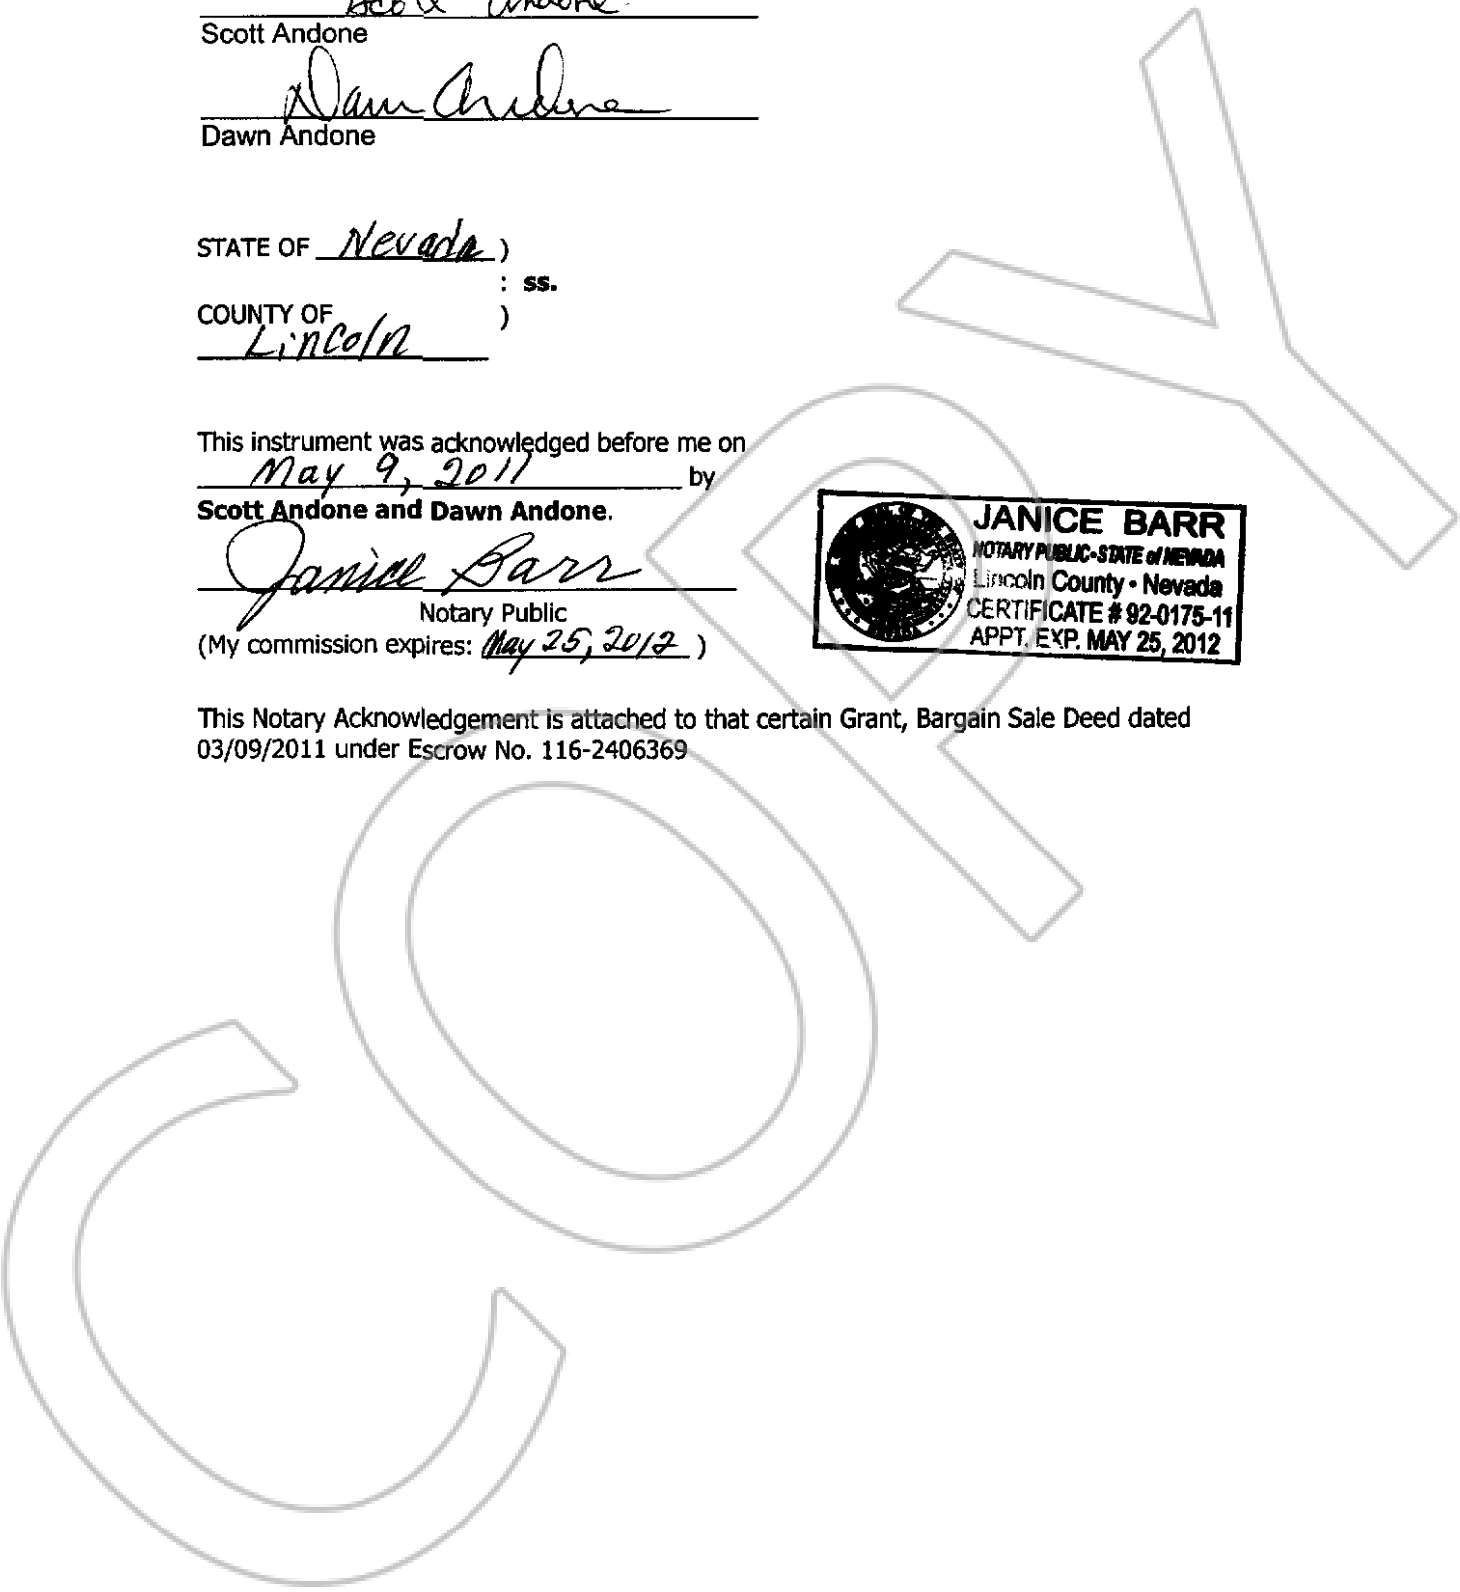 Scott Andone
Scott Andone
Dawn Andone
Dawn Andone
STATE OF Nevada )
: ss.
COUNTY OF )
Lincoln
This instrument was acknowledged before me on
May 9, 2011 by
Scott Andone and Dawn Andone.
Janice Barr
Notary Public
(My commission expires: May 25, 2012 )
JANICE BARR
NOTARY PUBLIC•STATE of NEVADA
Lincoln County • Nevada
CERTIFICATE # 92-0175-11
APPT. EXP. MAY 25, 2012
This Notary Acknowledgement is attached to that certain Grant, Bargain Sale Deed dated
03/09/2011 under Escrow No. 116-2406369
COPY